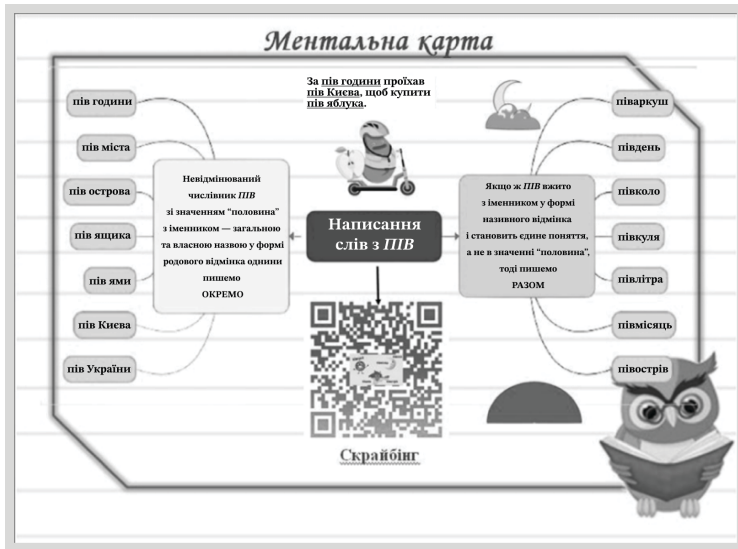 Ментальна карта
За пів години проїхав
пів Києва, щоб купити
пів яблука.
пів години
пів міста
пів острова
пів ящика
пів ями
пів Києва
пів України
Невідмінюваний
числівник ПІВ
зі значенням “половина”
з іменником — загальною
та власною назвою у формі
родового відмінка однини
пишемо
ОКРЕМО
Написання
слів з ПІВ
Якщо ж ПІВ вжито
з іменником у формі
називного відмінка
і становить єдине поняття,
а не в значенні “половина”,
тоді пишемо
РАЗОМ
піваркуш
південь
півколо
півкуля
півлітра
півмісяць
півострів
Скрайбінг